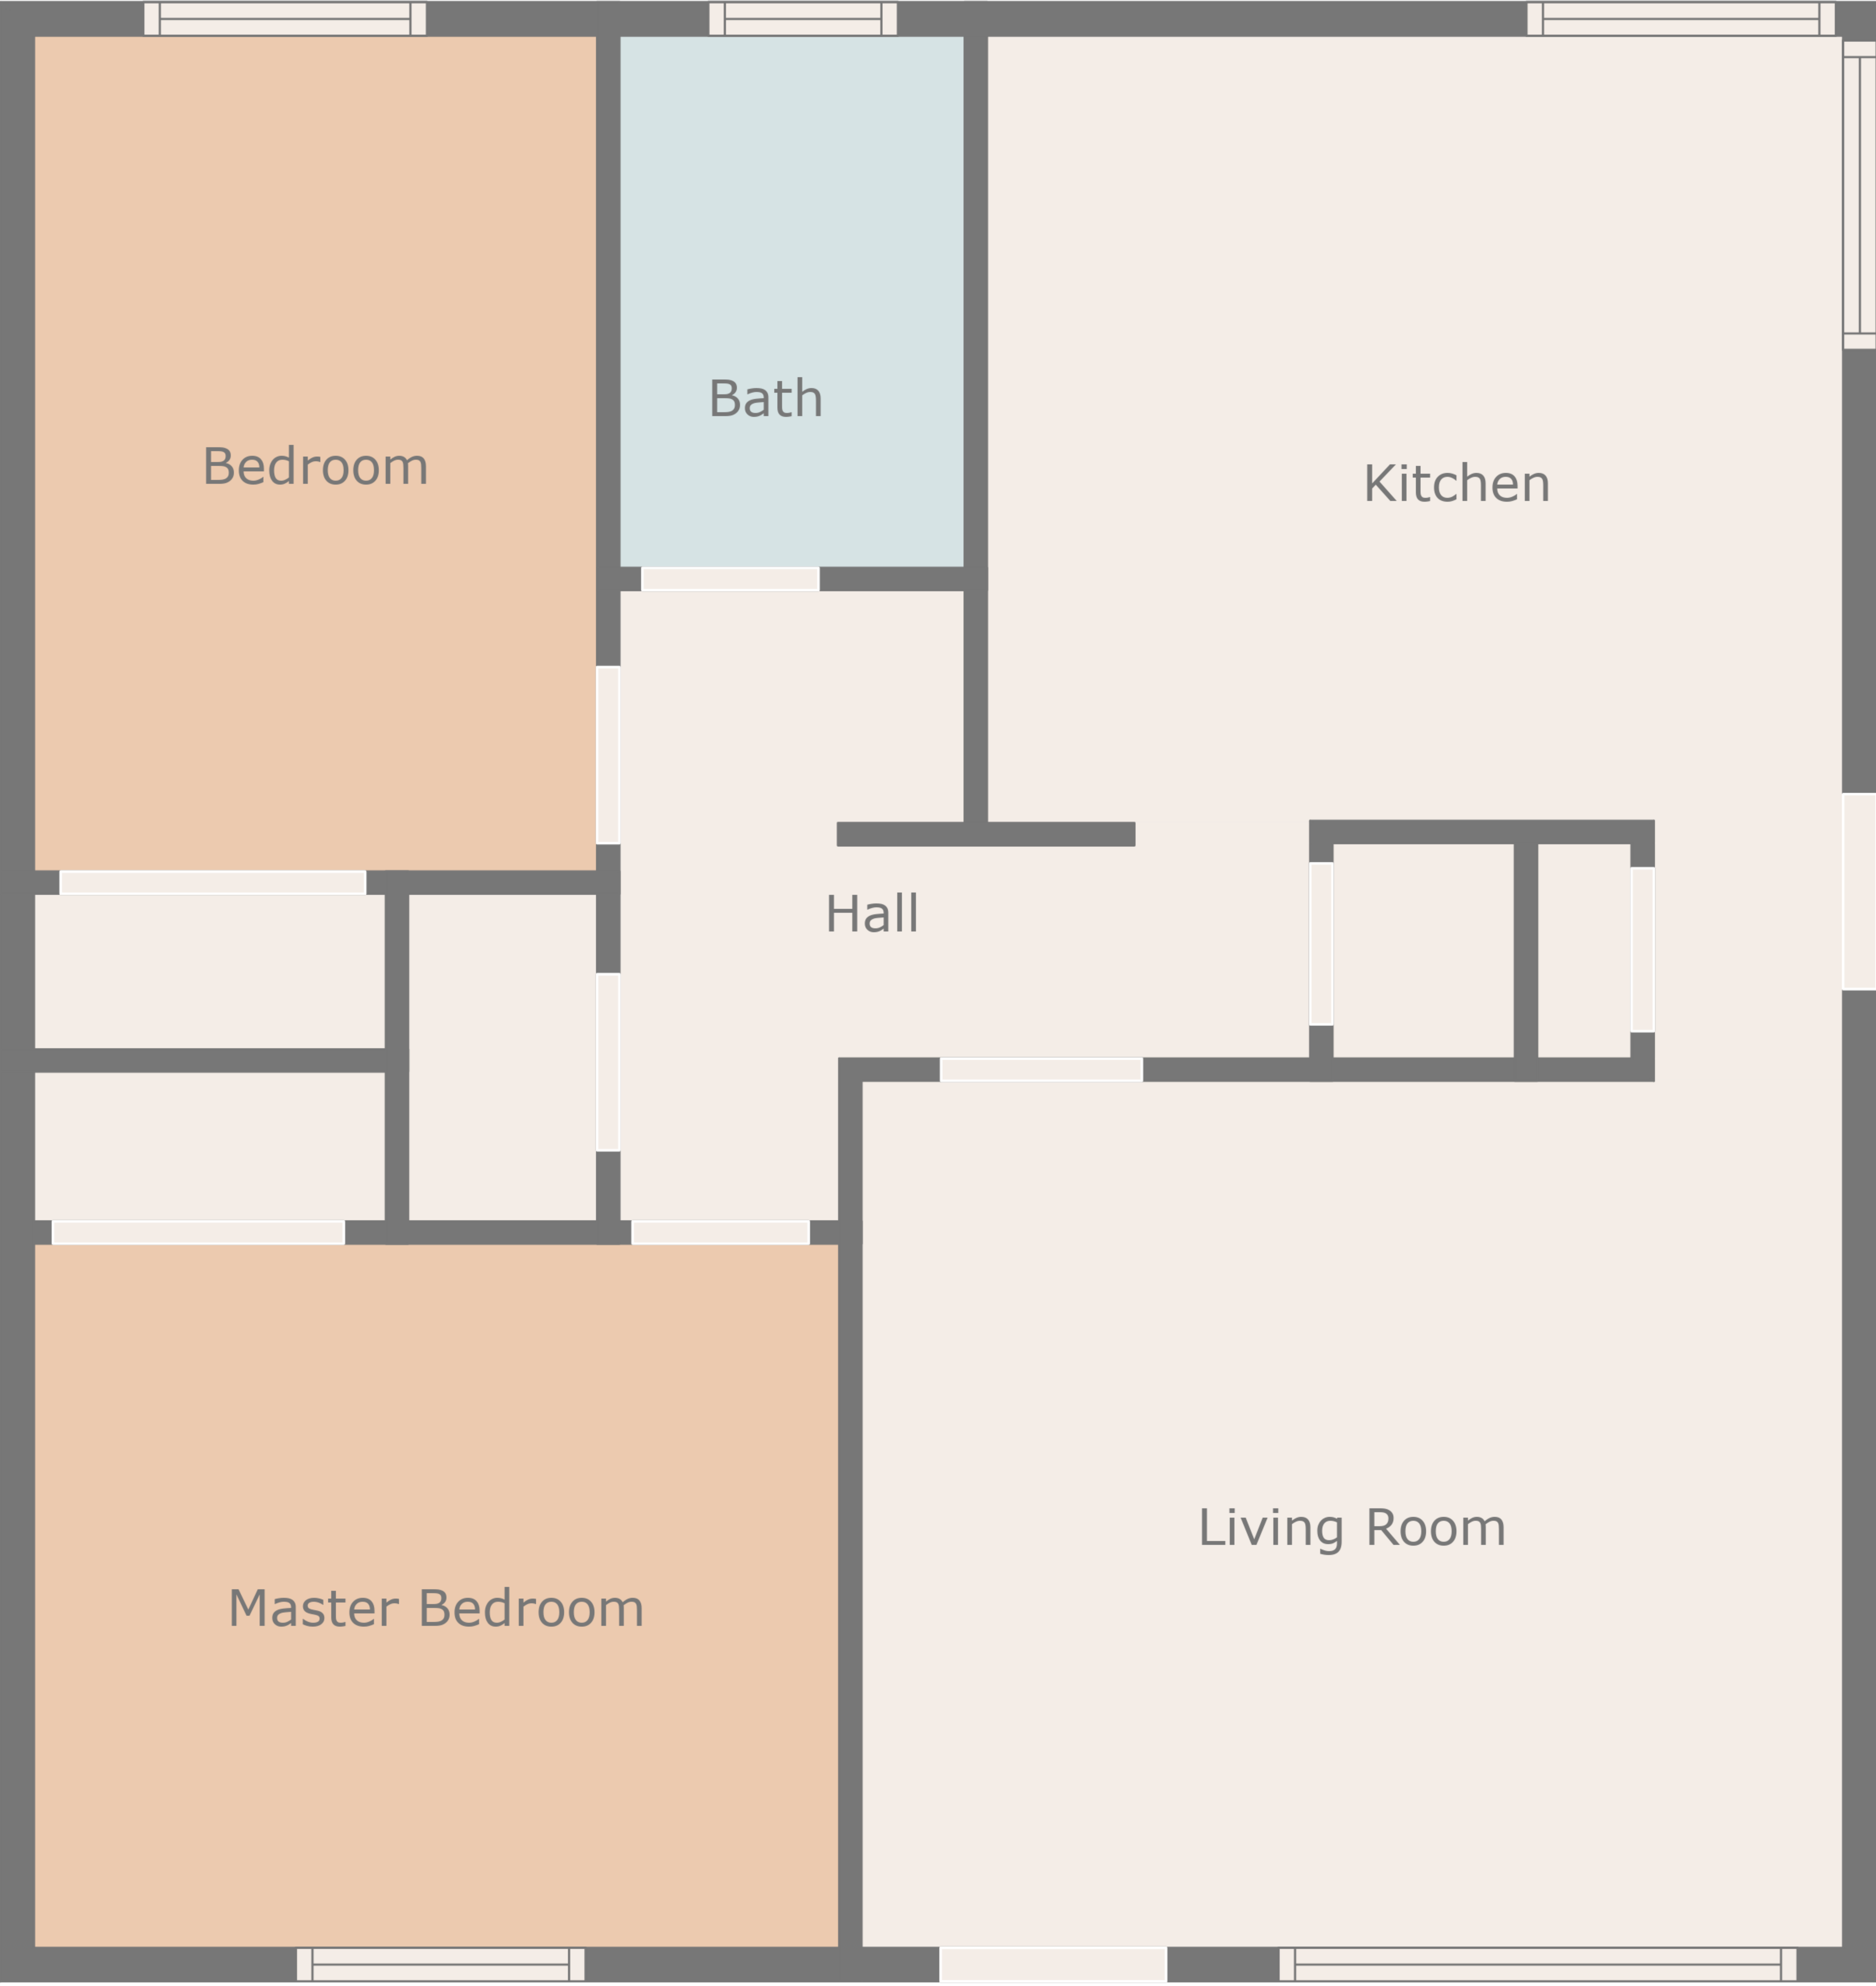 Bath
Bedroom
Kitchen
Hall
Living Room
Master Bedroom